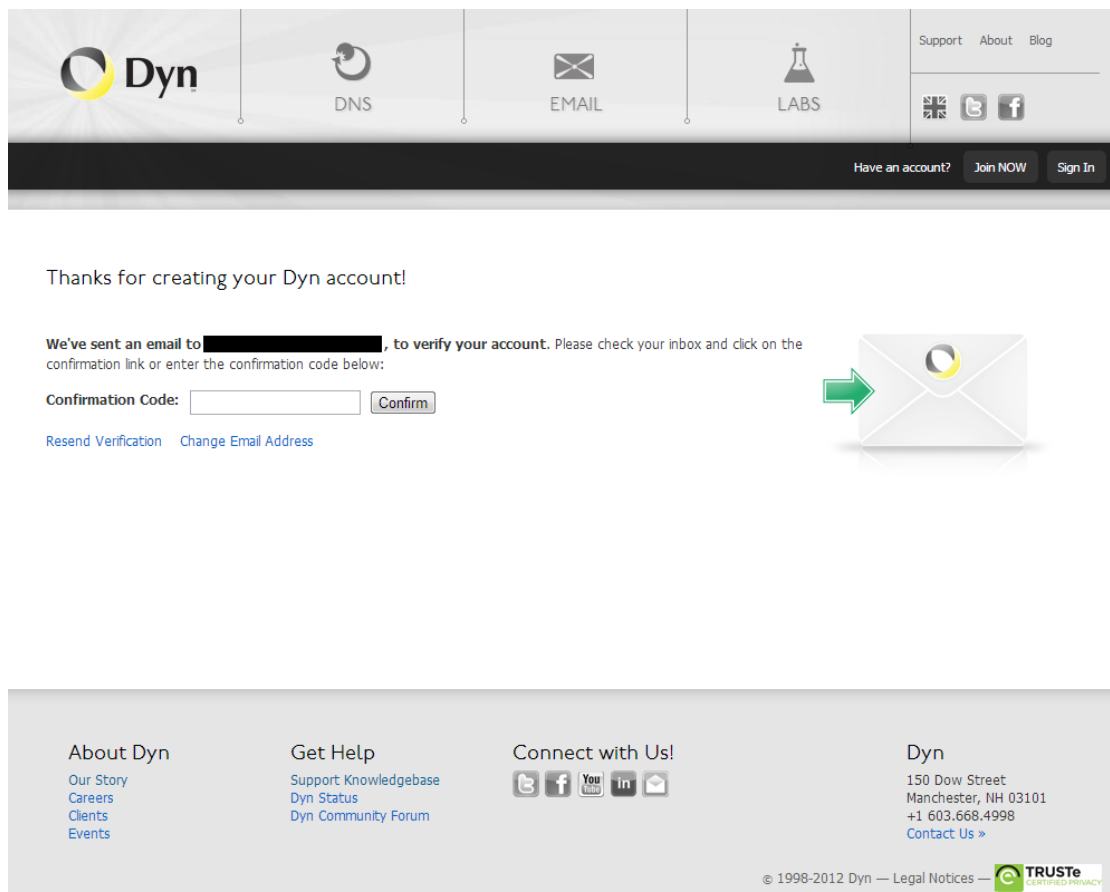 Dyn
DNS
EMAIL
LABS
Support About Blog
Have an account? Join NOW Sign In
Thanks for creating your Dyn account!
We've sent an email to , to verify your account. Please check your inbox and click on the
confirmation link or enter the confirmation code below:
Confirmation Code: Confirm
Resend Verification Change Email Address
About Dyn
Our Story
Careers
Clients
Events
Get Help
Support Knowledgebase
Dyn Status
Dyn Community Forum
Connect with Us!
You Tube in
Dyn
150 Dow Street
Manchester, NH 03101
+1 603.668.4998
Contact Us »
© 1998-2012 Dyn — Legal Notices — TRUSTe
CERTIFIED PRIVACY